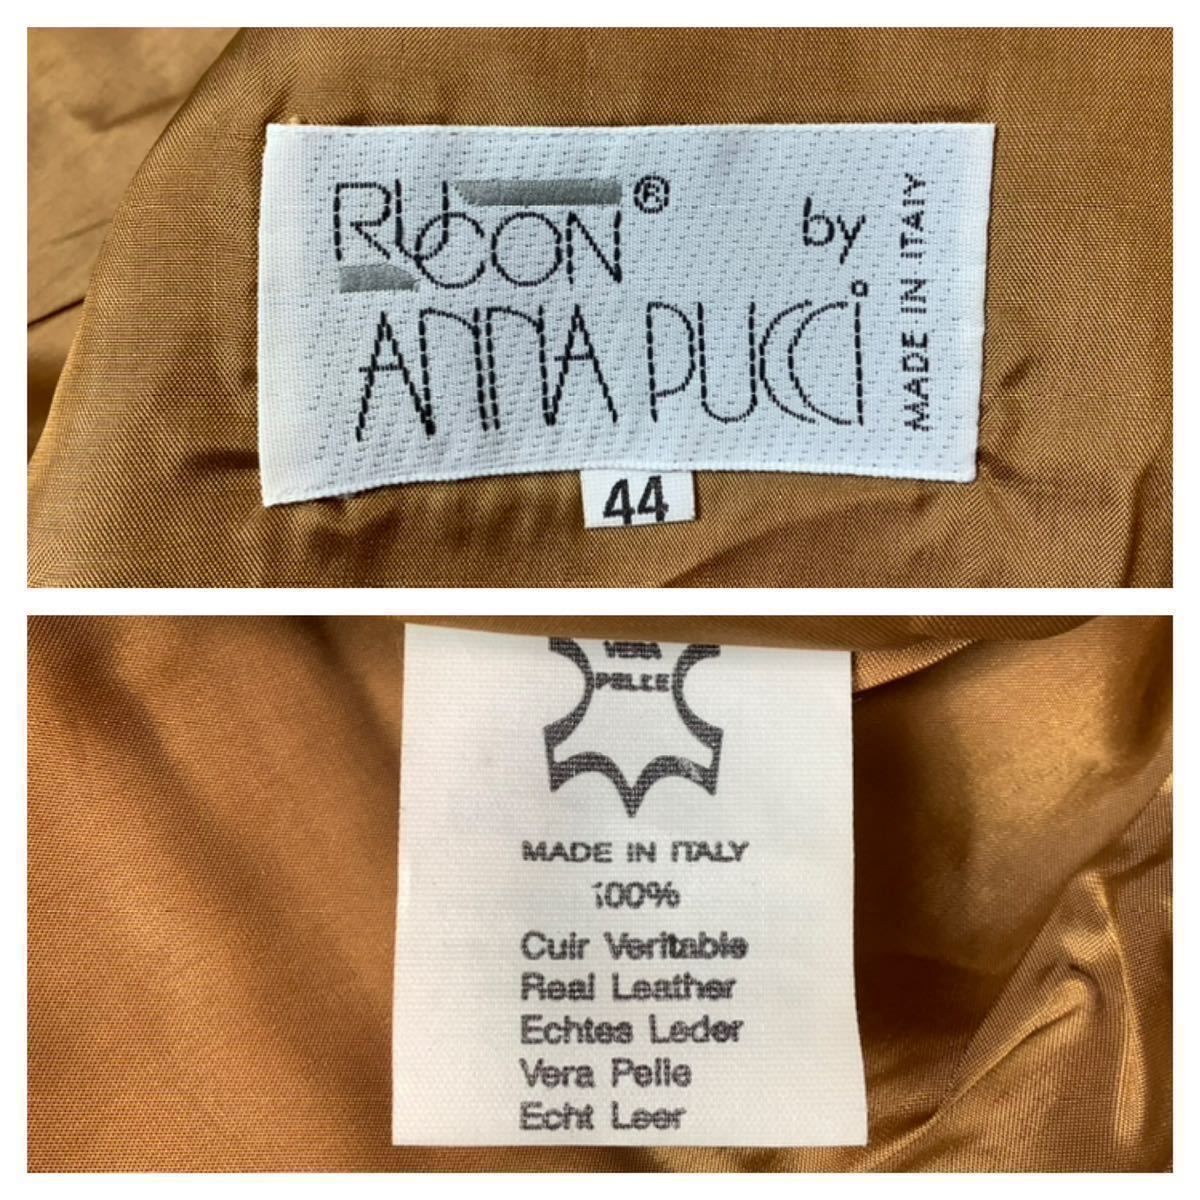 RUCON® by
ANNA PUCCI
MADE IN ITALY
44
VERA
PELLE
MADE IN ITALY
100%
Cuir Veritable
Real Leather
Echtes Leder
Vera Pelle
Echt Leer